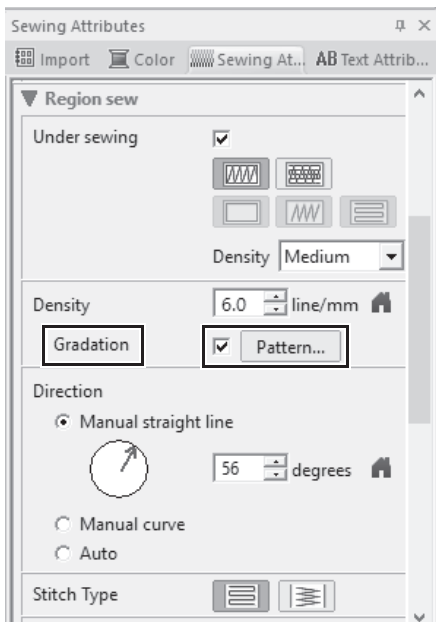 Sewing Attributes
Import Color Sewing At... AB Text Attrib...
Region sew
Under sewing
Density Medium
Density 6.0 line/mm
Gradation Pattern...
Direction
Manual straight line
56 degrees
Manual curve
Auto
Stitch Type